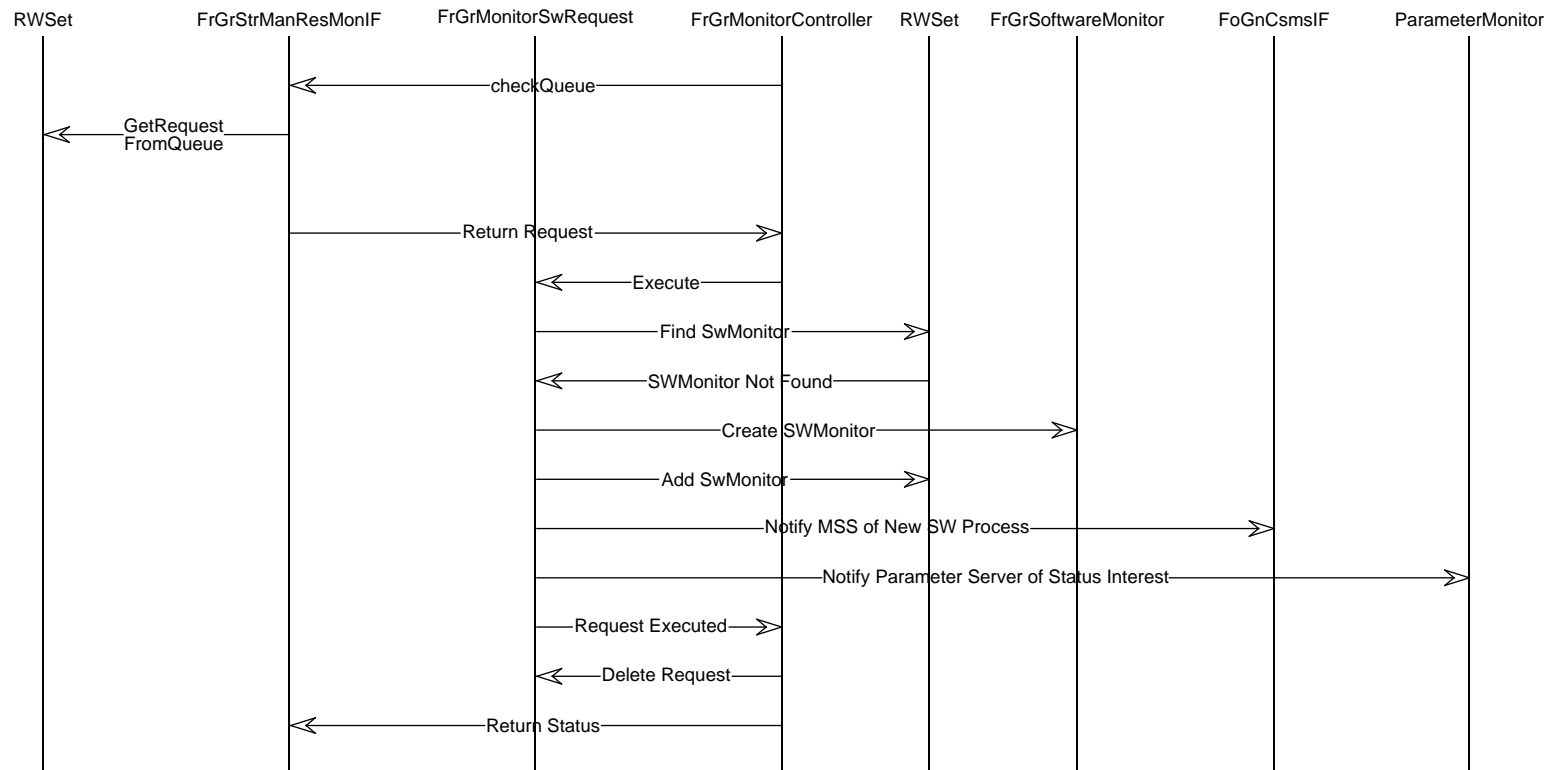 RWSet
FrGrStrManResMonIF
FrGrMonitorSwRequest
FrGrMonitorController
RWSet
FrGrSoftwareMonitor
FoGnCsmsIF
ParameterMonitor
checkQueue
GetRequest
FromQueue
Return Request
Execute
Find SwMonitor
SWMonitor Not Found
Create SWMonitor
Add SwMonitor
Notify MSS of New SW Process
Notify Parameter Server of Status Interest
Request Executed
Delete Request
Return Status